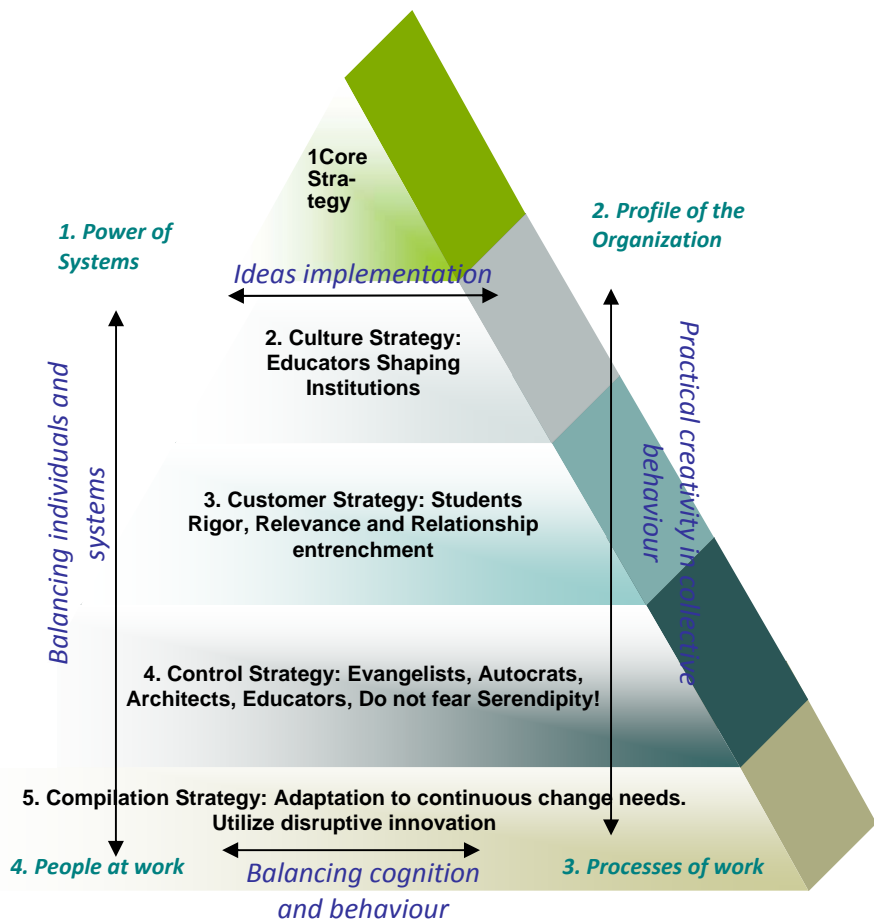 1Core
Stra-
tegy
1. Power of
Systems
2. Profile of the
Organization
Ideas implementation
2. Culture Strategy:
Educators Shaping
Institutions
Balancing individuals and
systems
Practical creativity in collective
behaviour
3. Customer Strategy: Students
Rigor, Relevance and Relationship
entrenchment
4. Control Strategy: Evangelists, Autocrats,
Architects, Educators, Do not fear Serendipity!
5. Compilation Strategy: Adaptation to continuous change needs.
Utilize disruptive innovation
4. People at work
Balancing cognition
and behaviour
3. Processes of work